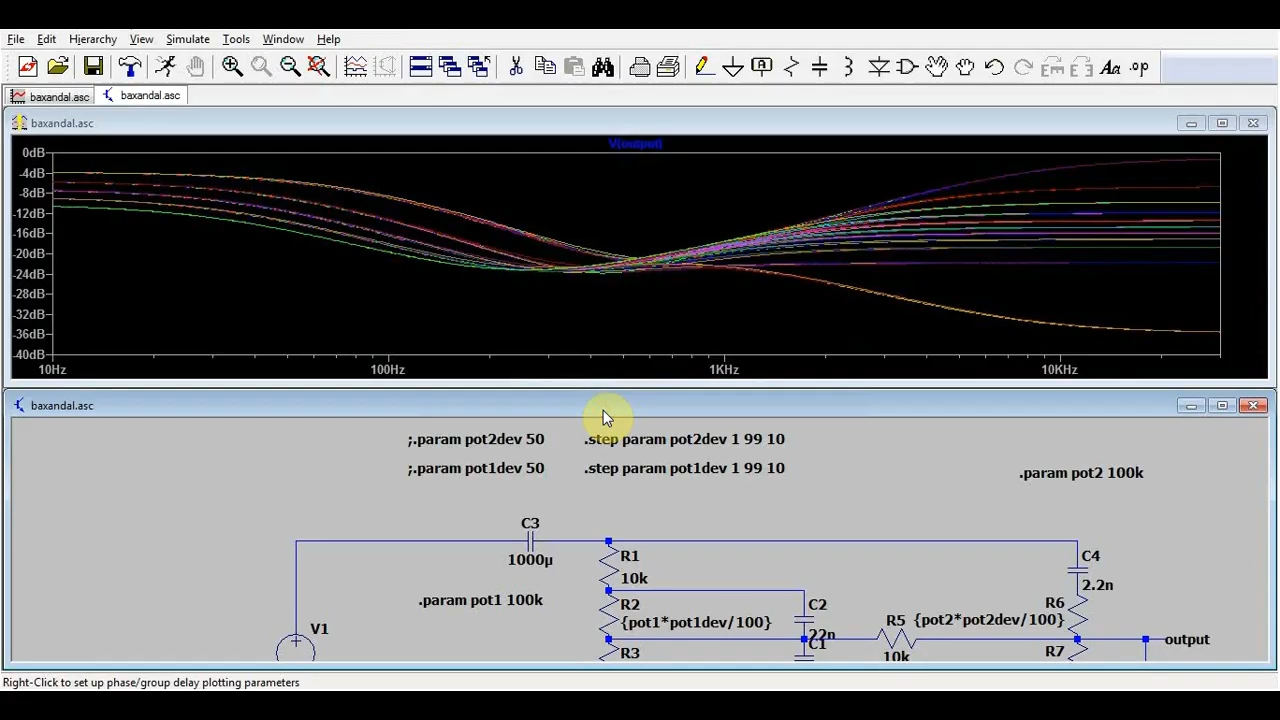 File Edit Hierarchy View Simulate Tools Window Help
.op
baxandal.asc baxandal.asc
baxandal.asc
V(output)
0dB
-4dB
-8dB
-12dB
-16dB
-20dB
-24dB
-28dB
-32dB
-36dB
-40dB
10Hz 100Hz 1KHz 10KHz
baxandal.asc
;.param pot2dev 50 .step param pot2dev 1 99 10
;.param pot1dev 50 .step param pot1dev 1 99 10
.param pot2 100k
C3
1000µ
R1
10k
C4
2.2n
.param pot1 100k
R2
{pot1*pot1dev/100}
C2
22n
R6
{pot2*pot2dev/100}
R5
10k
V1
output
R3
C1
R7
Right-Click to set up phase/group delay plotting parameters